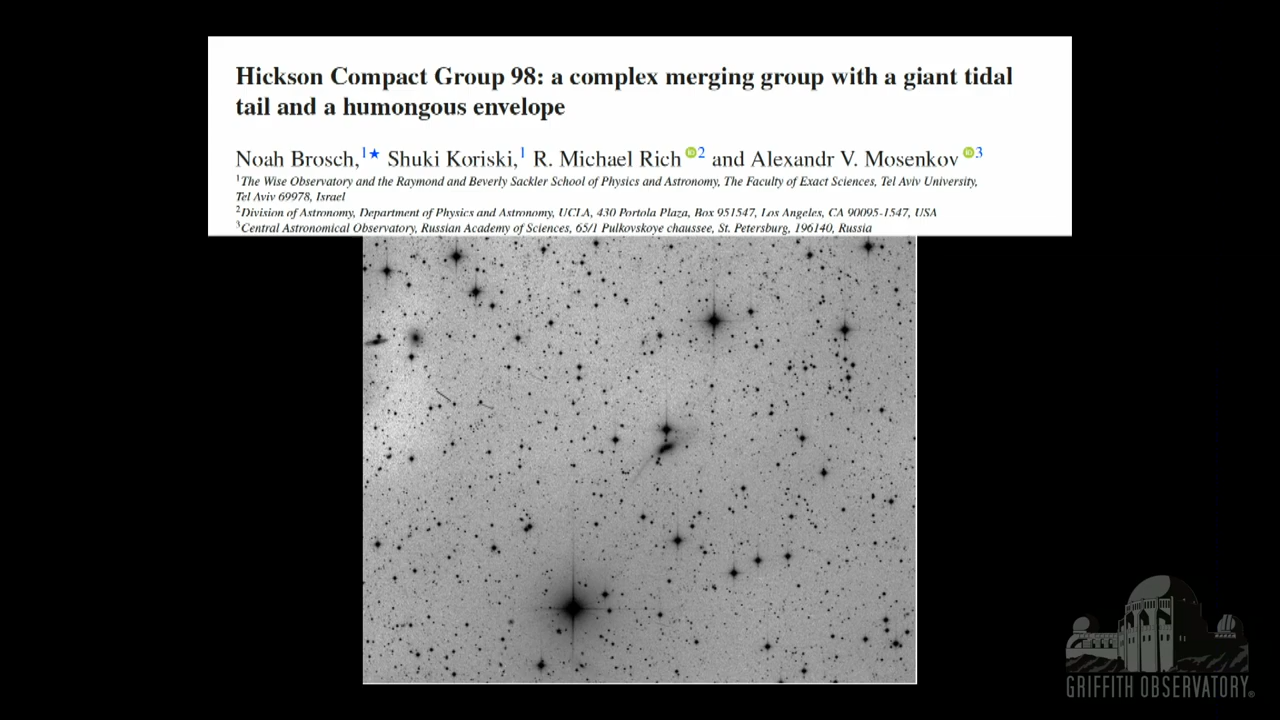 Hickson Compact Group 98: a complex merging group with a giant tidal
tail and a humongous envelope
Noah Brosch,¹★ Shuki Koriski,¹ R. Michael Rich iD² and Alexandr V. Mosenkov iD³
¹The Wise Observatory and the Raymond and Beverly Sackler School of Physics and Astronomy, The Faculty of Exact Sciences, Tel Aviv University,
Tel Aviv 69978, Israel
²Division of Astronomy, Department of Physics and Astronomy, UCLA, 430 Portola Plaza, Box 951547, Los Angeles, CA 90095-1547, USA
³Central Astronomical Observatory, Russian Academy of Sciences, 65/1 Pulkovskoye chaussee, St. Petersburg, 196140, Russia
GRIFFITH OBSERVATORY®